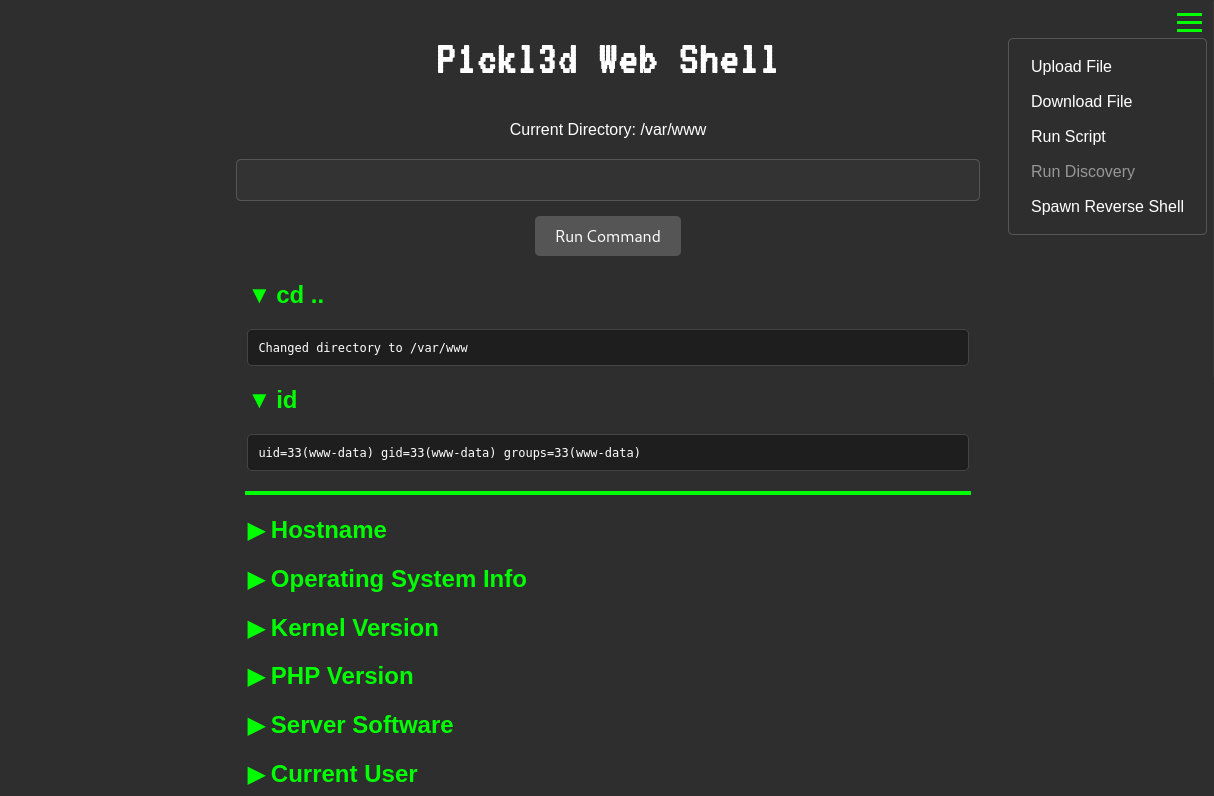 P1ckl3d Web Shell
Current Directory: /var/www
Upload File
Download File
Run Script
Run Discovery
Spawn Reverse Shell
Run Command
▼ cd ..
Changed directory to /var/www
▼ id
uid=33(www-data) gid=33(www-data) groups=33(www-data)
▶ Hostname
▶ Operating System Info
▶ Kernel Version
▶ PHP Version
▶ Server Software
▶ Current User